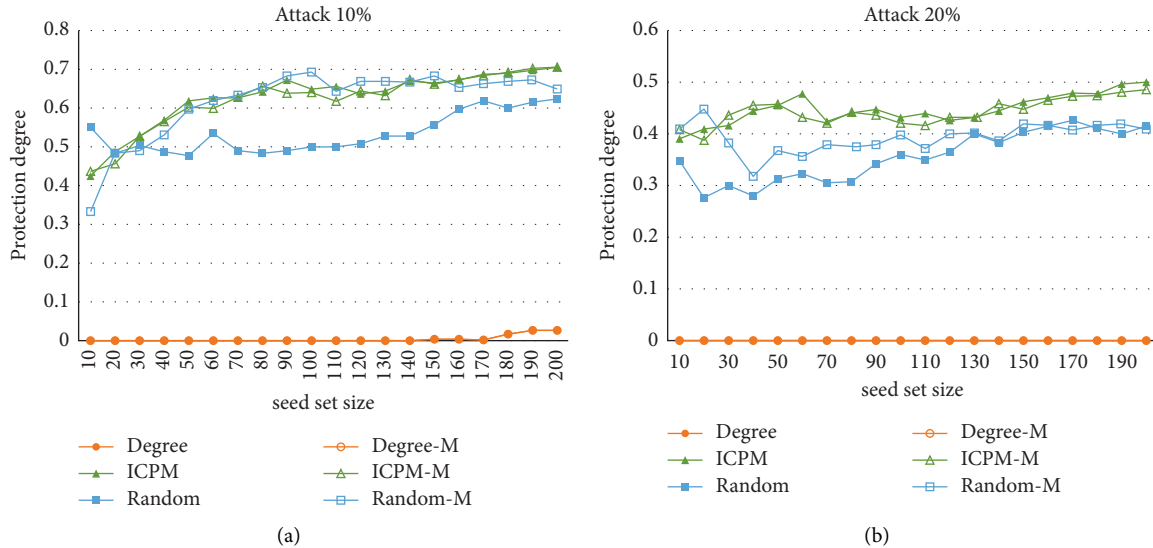 Attack 10%
(a)
Protection degree
0.8
0.7
0.6
0.5
0.4
0.3
0.2
0.1
0
10
20
30
40
50
60
70
80
90
100
110
120
130
140
150
160
170
180
190
200
seed set size
Degree
Degree-M
ICPM
ICPM-M
Random
Random-M
(a)
Attack 20%
(b)
Protection degree
0.6
0.5
0.4
0.3
0.2
0.1
0
10
30
50
70
90
110
130
150
170
190
seed set size
Degree
Degree-M
ICPM
ICPM-M
Random
Random-M
(b)